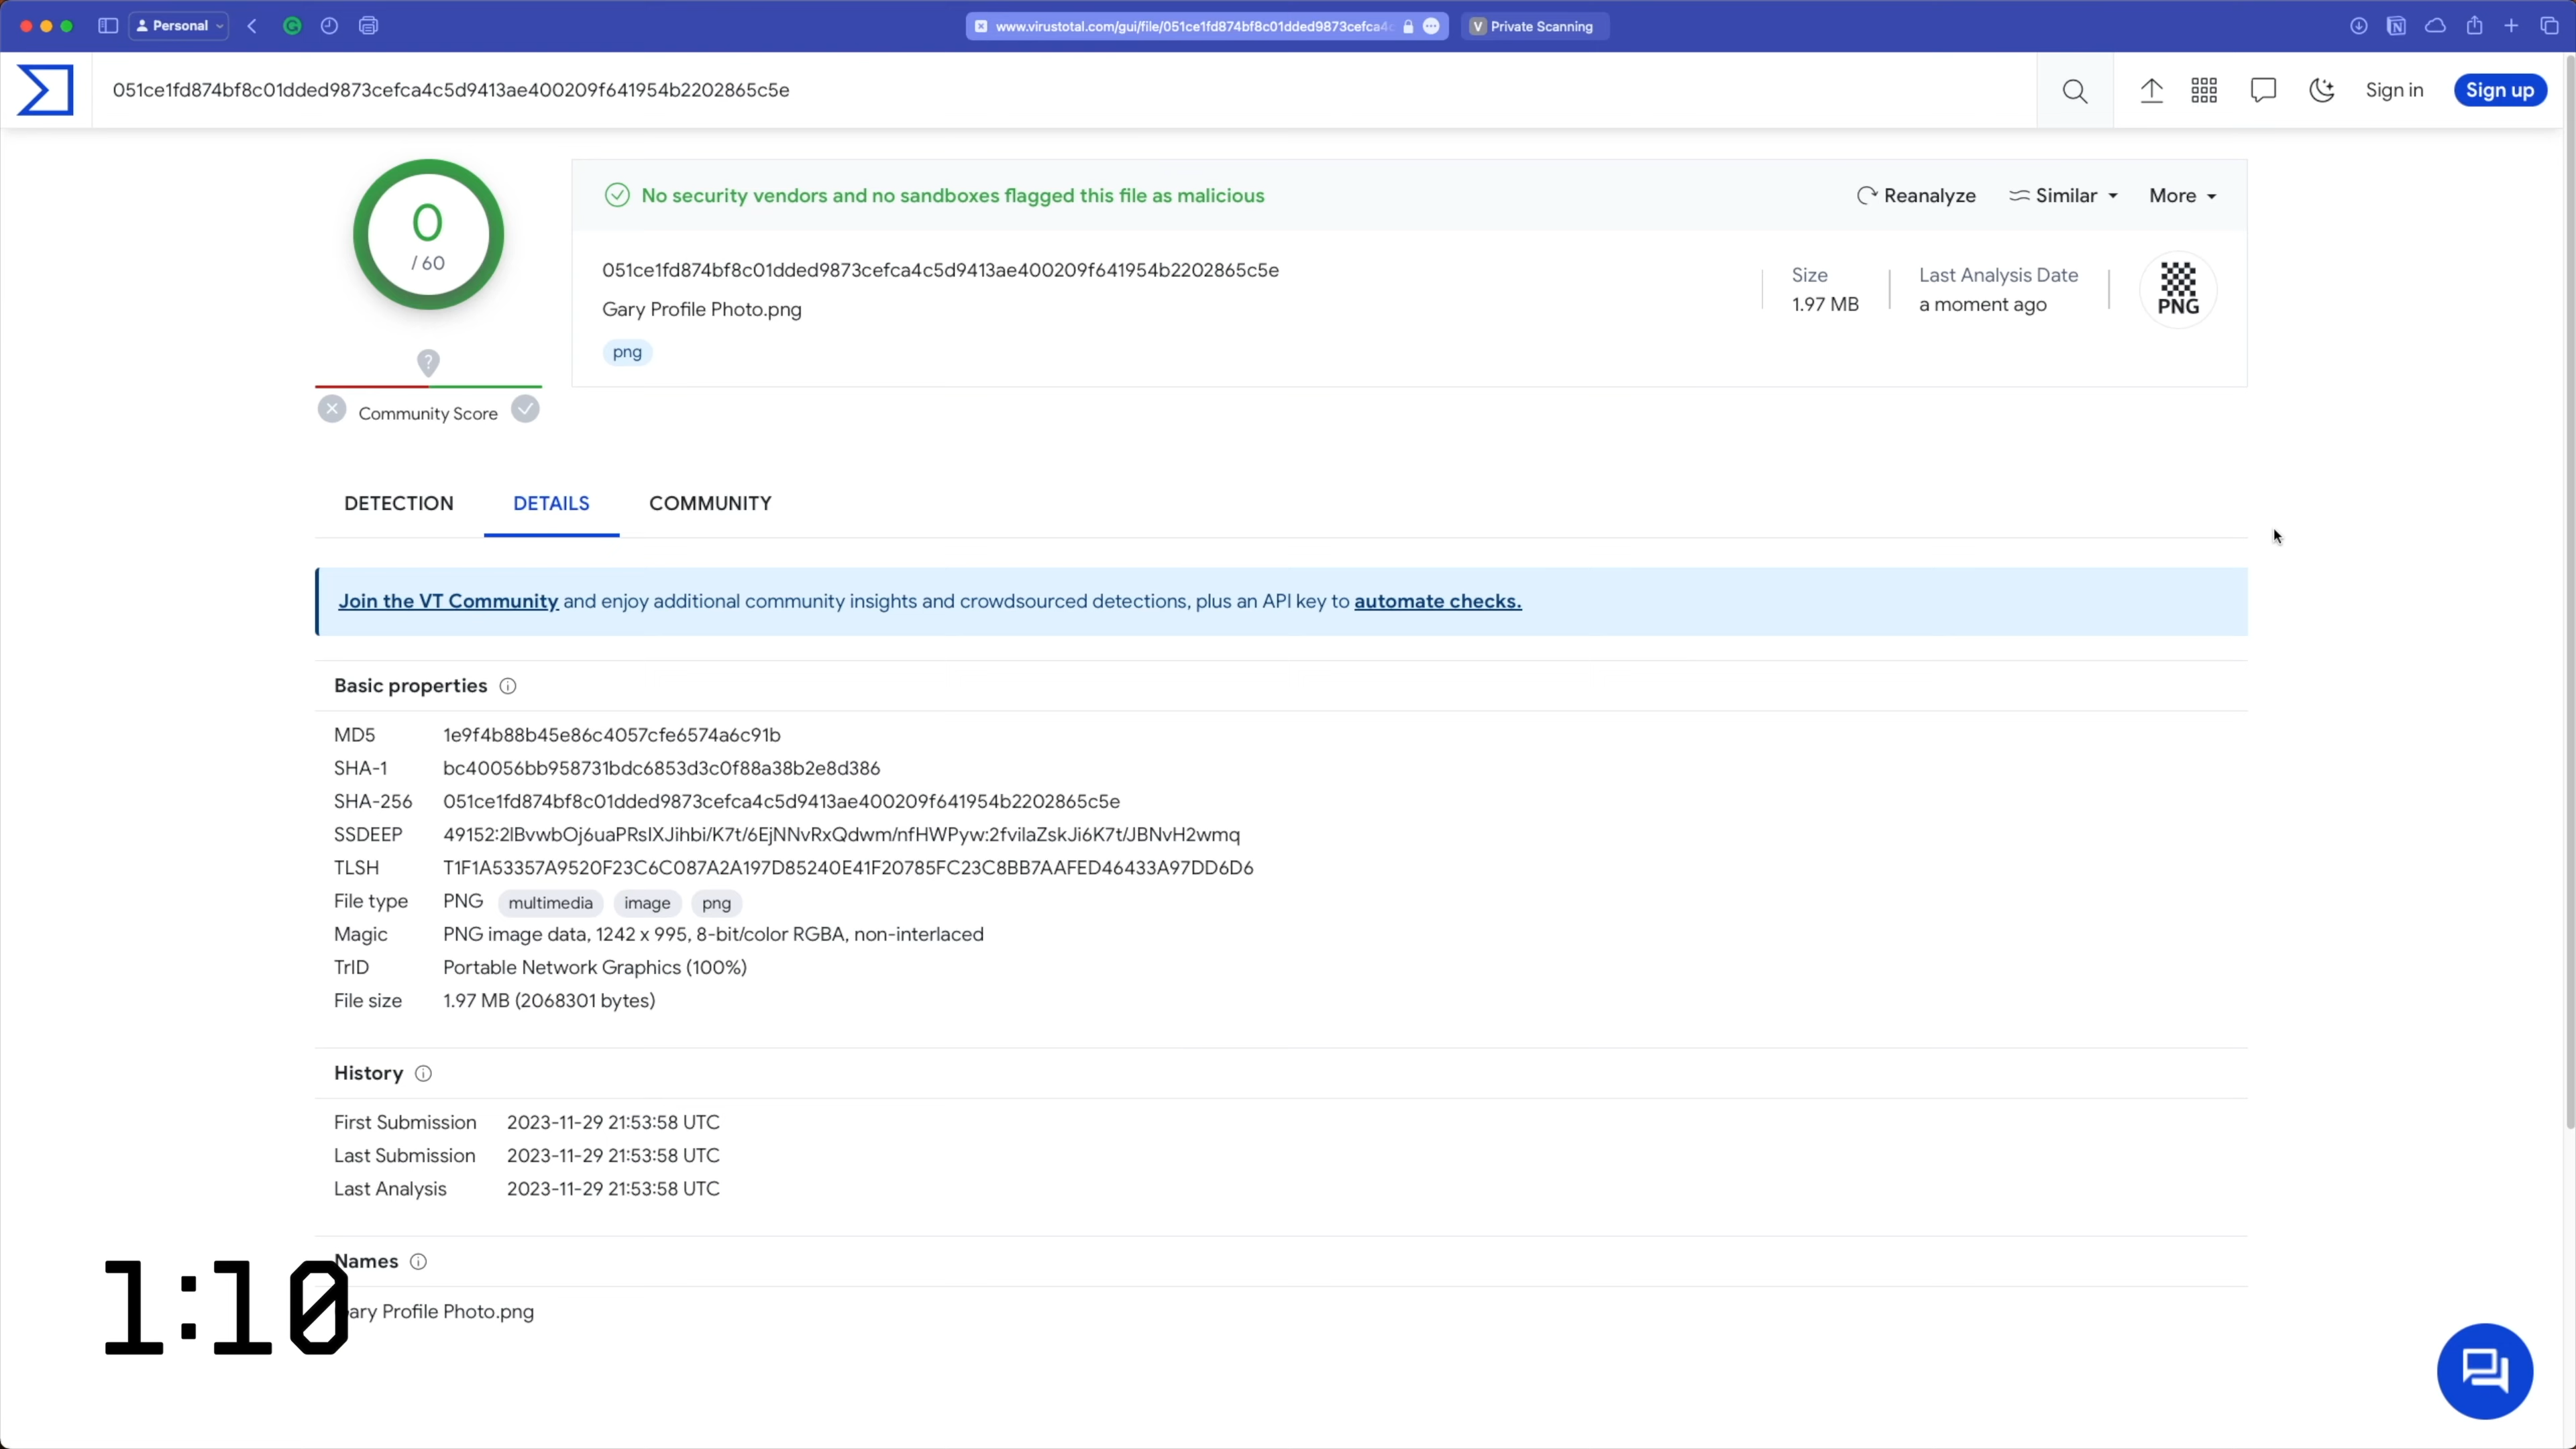 Personal
www.virustotal.com/gui/file/051ce1fd874bf8c01dded9873cefca4c
V Private Scanning
051ce1fd874bf8c01dded9873cefca4c5d9413ae400209f641954b2202865c5e
Sign in
Sign up
0
/ 60
No security vendors and no sandboxes flagged this file as malicious
Reanalyze
Similar
More
051ce1fd874bf8c01dded9873cefca4c5d9413ae400209f641954b2202865c5e
Gary Profile Photo.png
png
Size
1.97 MB
Last Analysis Date
a moment ago
PNG
?
Community Score
DETECTION
DETAILS
COMMUNITY
Join the VT Community and enjoy additional community insights and crowdsourced detections, plus an API key to automate checks.
Basic properties
MD5 1e9f4b88b45e86c4057cfe6574a6c91b
SHA-1 bc40056bb958731bdc6853d3c0f88a38b2e8d386
SHA-256 051ce1fd874bf8c01dded9873cefca4c5d9413ae400209f641954b2202865c5e
SSDEEP 49152:2IBvwbOj6uaPRsIXJihbi/K7t/6EjNNvRxQdwm/nfHWPyw:2fvilaZskJi6K7t/JBNvH2wmq
TLSH T1F1A53357A9520F23C6C087A2A197D85240E41F20785FC23C8BB7AAFED46433A97DD6D6
File type PNG multimedia image png
Magic PNG image data, 1242 x 995, 8-bit/color RGBA, non-interlaced
TrID Portable Network Graphics (100%)
File size 1.97 MB (2068301 bytes)
History
First Submission 2023-11-29 21:53:58 UTC
Last Submission 2023-11-29 21:53:58 UTC
Last Analysis 2023-11-29 21:53:58 UTC
Names
ary Profile Photo.png
1:10